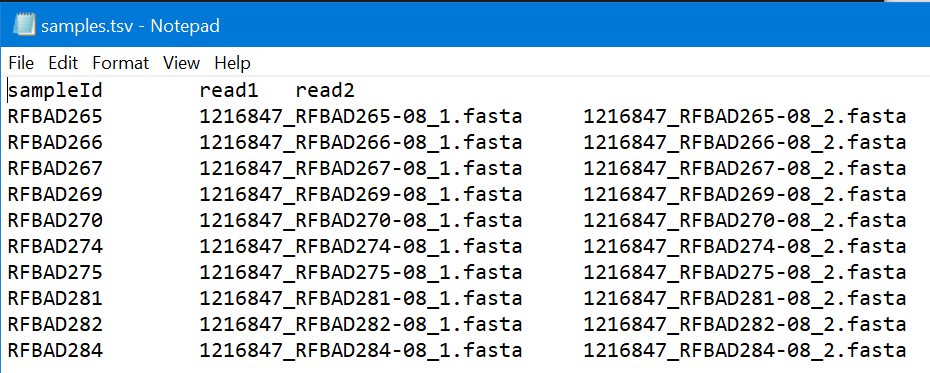 samples.tsv - Notepad
File Edit Format View Help
sampleId read1 read2
RFBAD265 1216847_RFBAD265-08_1.fasta 1216847_RFBAD265-08_2.fasta
RFBAD266 1216847_RFBAD266-08_1.fasta 1216847_RFBAD266-08_2.fasta
RFBAD267 1216847_RFBAD267-08_1.fasta 1216847_RFBAD267-08_2.fasta
RFBAD269 1216847_RFBAD269-08_1.fasta 1216847_RFBAD269-08_2.fasta
RFBAD270 1216847_RFBAD270-08_1.fasta 1216847_RFBAD270-08_2.fasta
RFBAD274 1216847_RFBAD274-08_1.fasta 1216847_RFBAD274-08_2.fasta
RFBAD275 1216847_RFBAD275-08_1.fasta 1216847_RFBAD275-08_2.fasta
RFBAD281 1216847_RFBAD281-08_1.fasta 1216847_RFBAD281-08_2.fasta
RFBAD282 1216847_RFBAD282-08_1.fasta 1216847_RFBAD282-08_2.fasta
RFBAD284 1216847_RFBAD284-08_1.fasta 1216847_RFBAD284-08_2.fasta